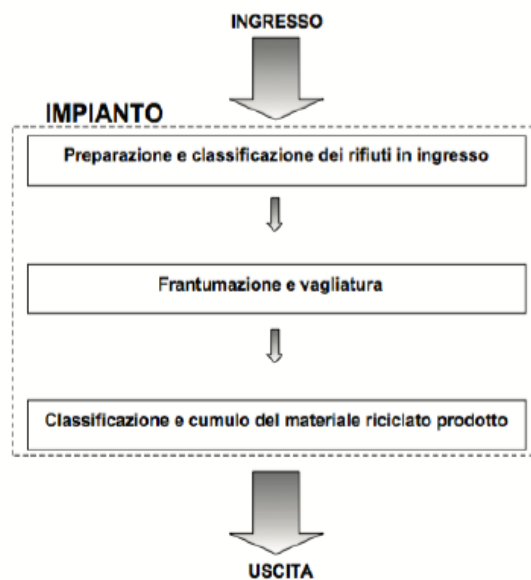 INGRESSO
IMPIANTO
Preparazione e classificazione dei rifiuti in ingresso
Frantumazione e vagliatura
Classificazione e cumulo del materiale riciclato prodotto
USCITA